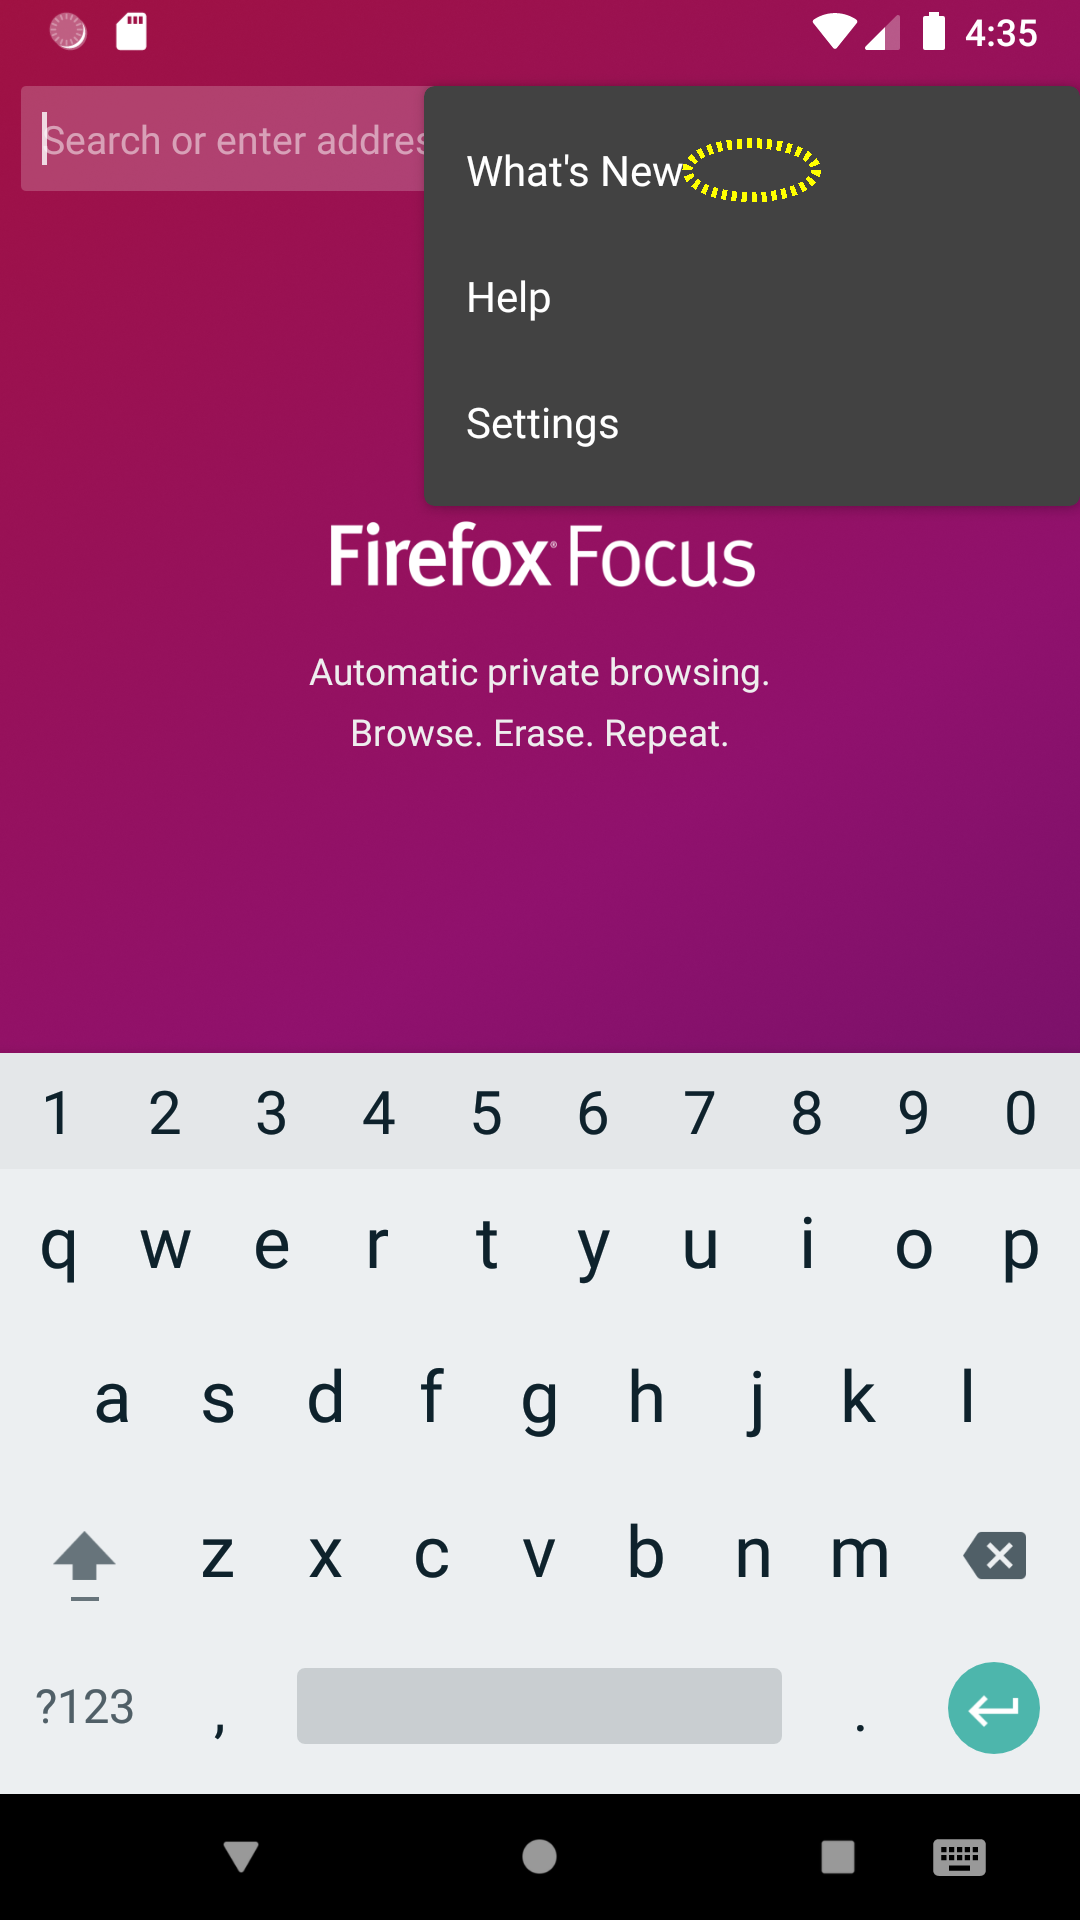 4:35
Search or enter addres
What's New
Help
Settings
Firefox® Focus
Automatic private browsing.
Browse. Erase. Repeat.
1 2 3 4 5 6 7 8 9 0
q w e r t y u i o p
a s d f g h j k l
z x c v b n m
?123 , .